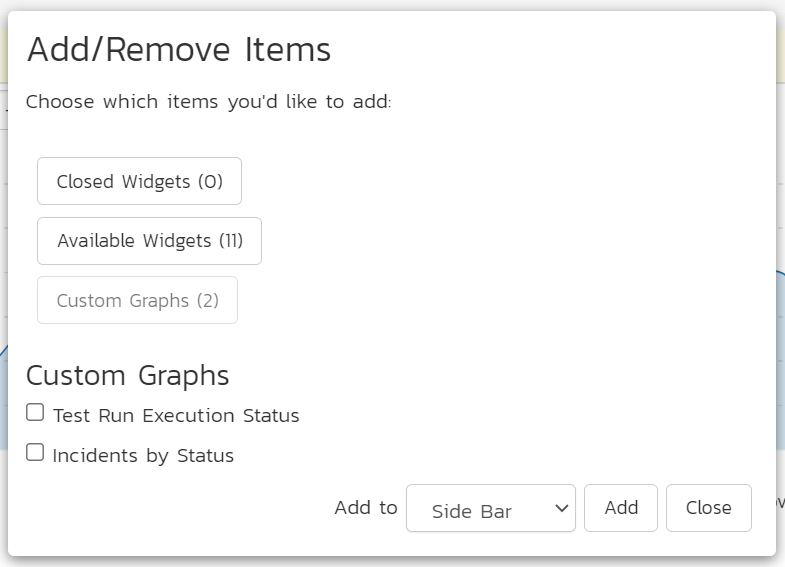 Add/Remove Items
Choose which items you'd like to add:
Closed Widgets (0)
Available Widgets (11)
Custom Graphs (2)
Custom Graphs
Test Run Execution Status
Incidents by Status
Add to Side Bar Add Close